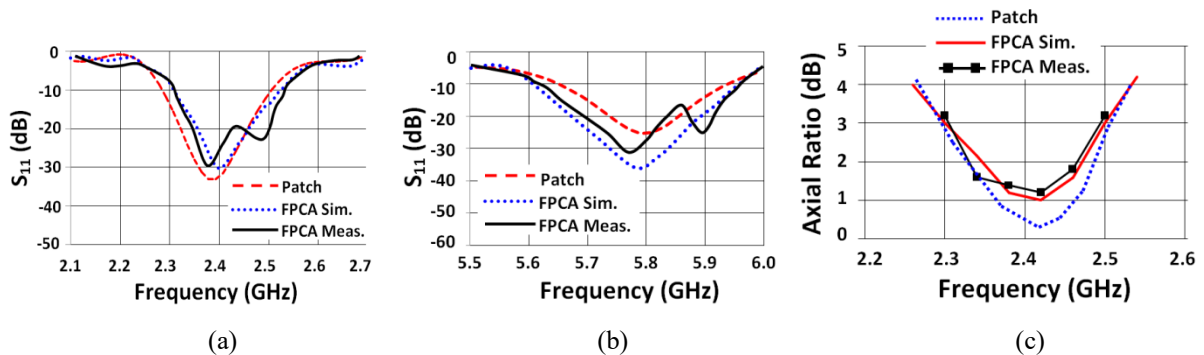 0
-10
-20
-30
-40
-50
S11 (dB)
2.1 2.2 2.3 2.4 2.5 2.6 2.7
Frequency (GHz)
Patch
FPCA Sim.
FPCA Meas.
(a)
0
-10
-20
-30
-40
-50
-60
S11 (dB)
5.5 5.6 5.7 5.8 5.9 6.0
Frequency (GHz)
Patch
FPCA Sim.
FPCA Meas.
(b)
Patch
FPCA Sim.
FPCA Meas.
5
4
3
2
1
0
Axial Ratio (dB)
2.2 2.3 2.4 2.5 2.6
Frequency (GHz)
(c)